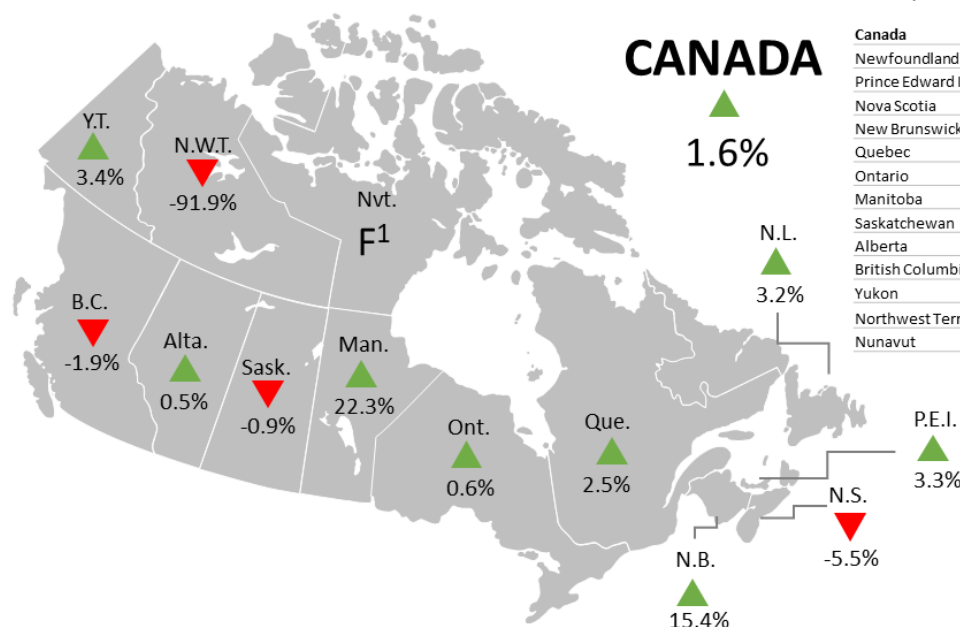 CANADA
1.6%
Canada
Newfoundland
Prince Edward
Nova Scotia
New Brunswick
Quebec
Ontario
Manitoba
Saskatchewan
Alberta
British Columbi
Yukon
Northwest Terr
Nunavut
Y.T.
3.4%
N.W.T.
-91.9%
Nvt.
F¹
N.L.
3.2%
B.C.
-1.9%
Alta.
0.5%
Sask.
-0.9%
Man.
22.3%
Ont.
0.6%
Que.
2.5%
P.E.I.
3.3%
N.S.
-5.5%
N.B.
15.4%